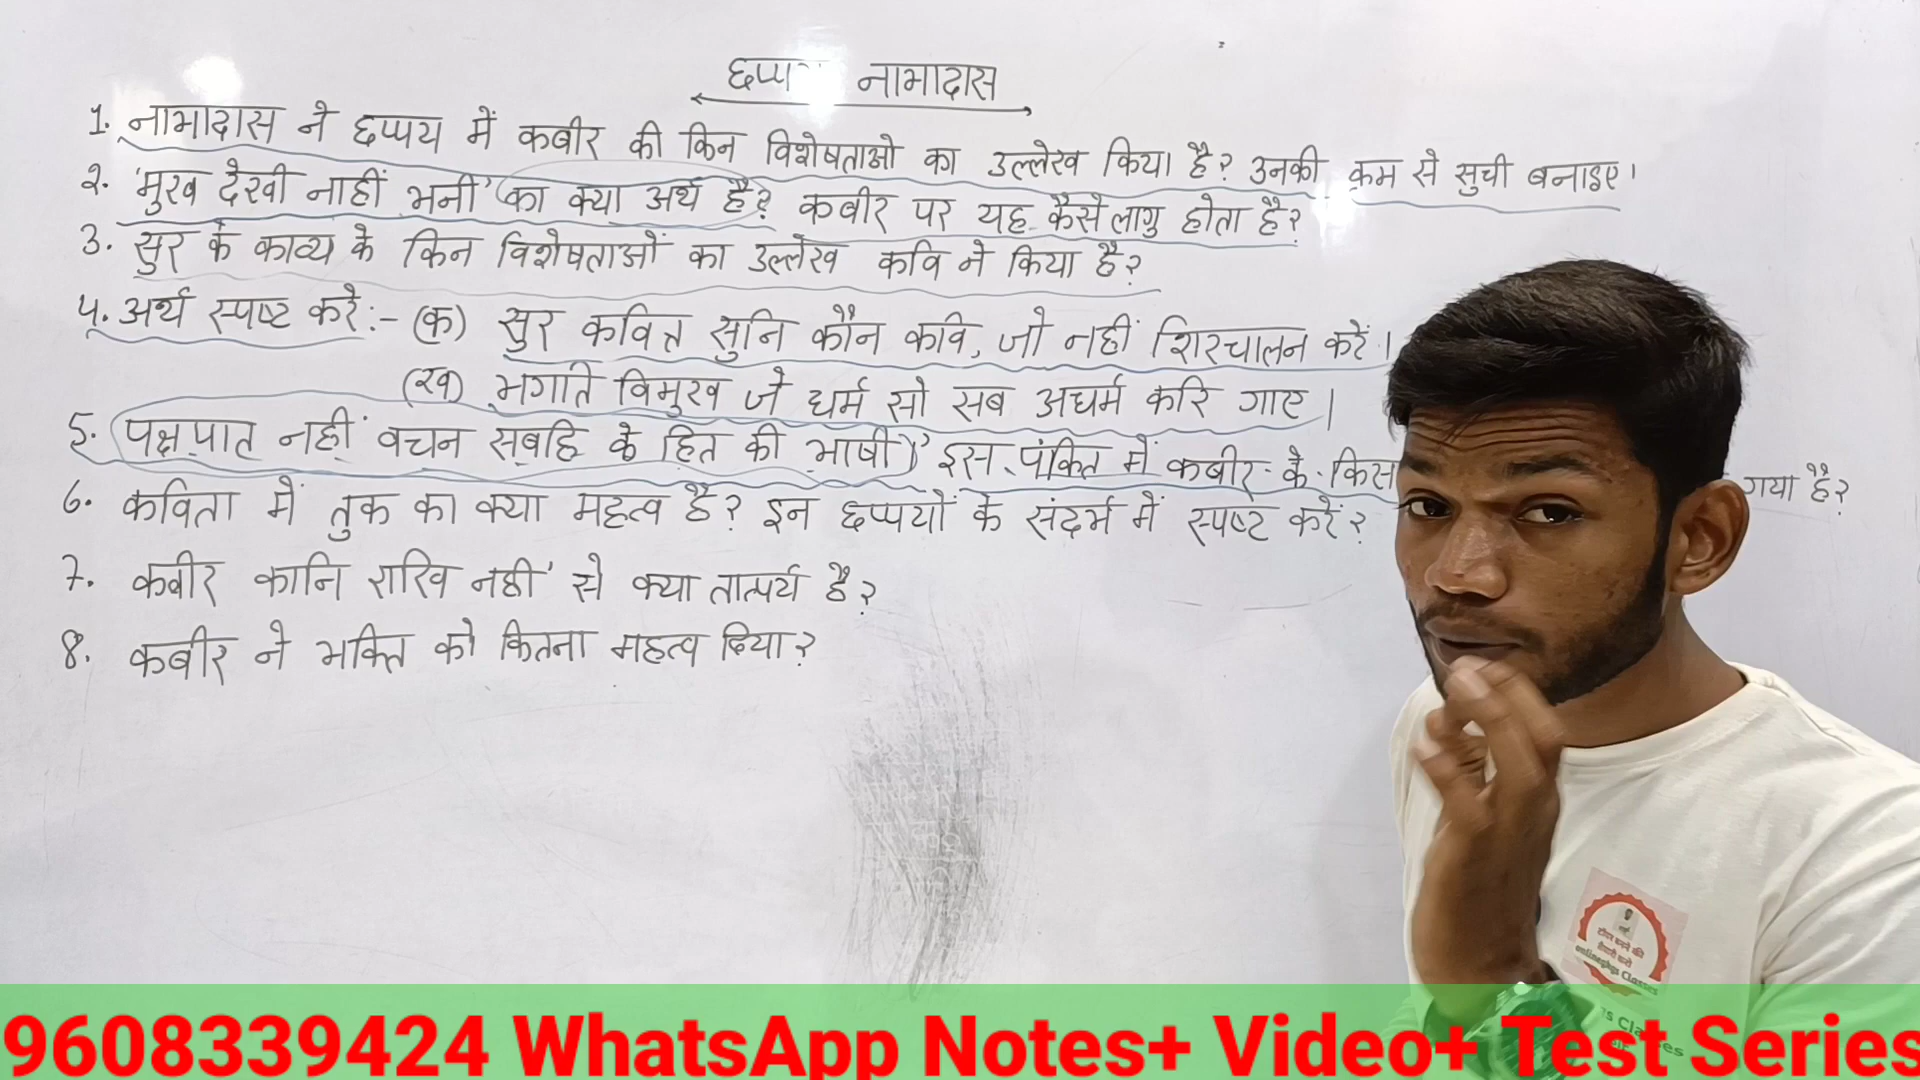 छप्पय नाभादास
1. नाभादास ने छप्पय में कबीर की किन विशेषताओ का उल्लेख किया है? उनकी क्रम से सुची बनाइए।
2. 'मुख देखी नाहीं भनी' का क्या अर्थ है? कबीर पर यह कैसे लागु होता है?
3. सुर के काव्य के किन विशेषताओं का उल्लेख कवि ने किया है?
4. अर्थ स्पष्ट करें:- (क) सुर कवित्त सुनि कौन कवि, जो नहीं शिरचालन करें।
(ख) भगति विमुख जे धर्म सो सब अधर्म करि गाए।
5. पक्षपात नहीं वचन सबहि के हित की भाषी।' इस पंक्ति में कबीर के किस गया है?
6. कविता में तुक का क्या महत्व है? इन छप्पयों के संदर्भ में स्पष्ट करें?
7. कबीर कानि राखि नही' से क्या तात्पर्य है?
8. कबीर ने भक्ति को कितना महत्व दिया?
onlineghgs Classes
9608339424 WhatsApp Notes+ Video+ Test Series